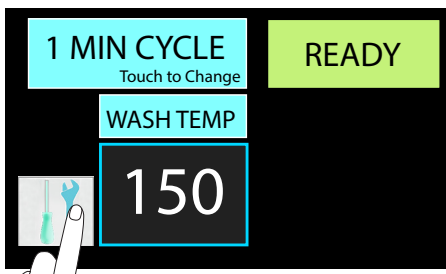 1 MIN CYCLE
Touch to Change
READY
WASH TEMP
150